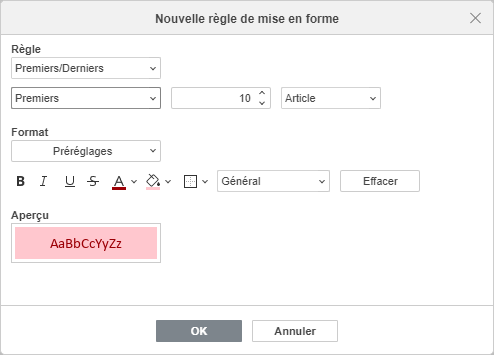 Nouvelle règle de mise en forme
Règle
Premiers/Derniers
Premiers 10 Article
Format
Préréglages
B I U S A Général Effacer
Aperçu
AaBbCcYyZz
OK Annuler